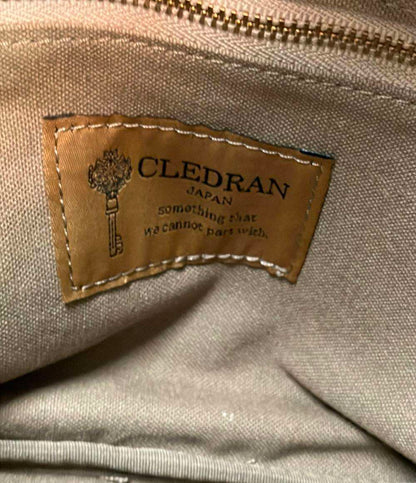 CLEDRAN
JAPAN
something that
we cannot part with.